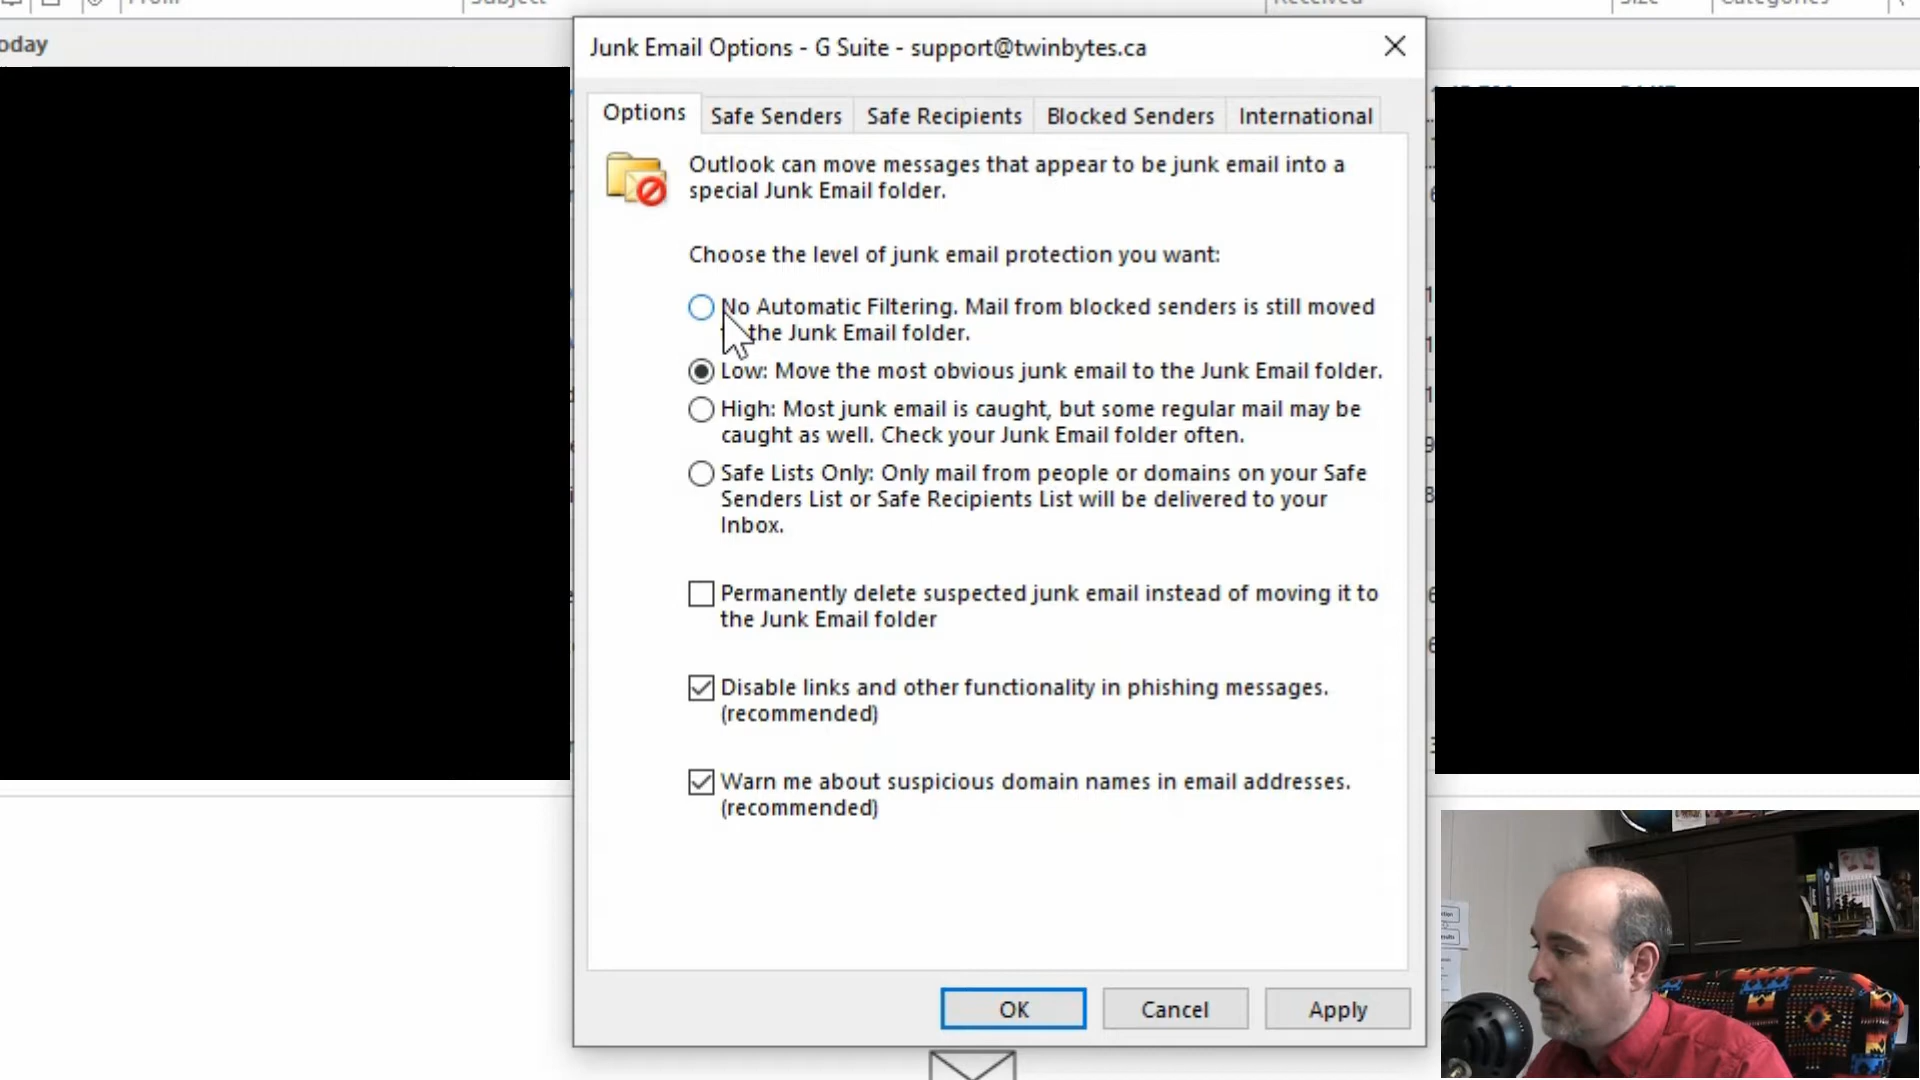 From Subject Received Size Categories
oday
Junk Email Options - G Suite - support@twinbytes.ca
Options Safe Senders Safe Recipients Blocked Senders International
Outlook can move messages that appear to be junk email into a
special Junk Email folder.
Choose the level of junk email protection you want:
No Automatic Filtering. Mail from blocked senders is still moved
the Junk Email folder.
Low: Move the most obvious junk email to the Junk Email folder.
High: Most junk email is caught, but some regular mail may be
caught as well. Check your Junk Email folder often.
Safe Lists Only: Only mail from people or domains on your Safe
Senders List or Safe Recipients List will be delivered to your
Inbox.
Permanently delete suspected junk email instead of moving it to
the Junk Email folder
Disable links and other functionality in phishing messages.
(recommended)
Warn me about suspicious domain names in email addresses.
(recommended)
OK Cancel Apply